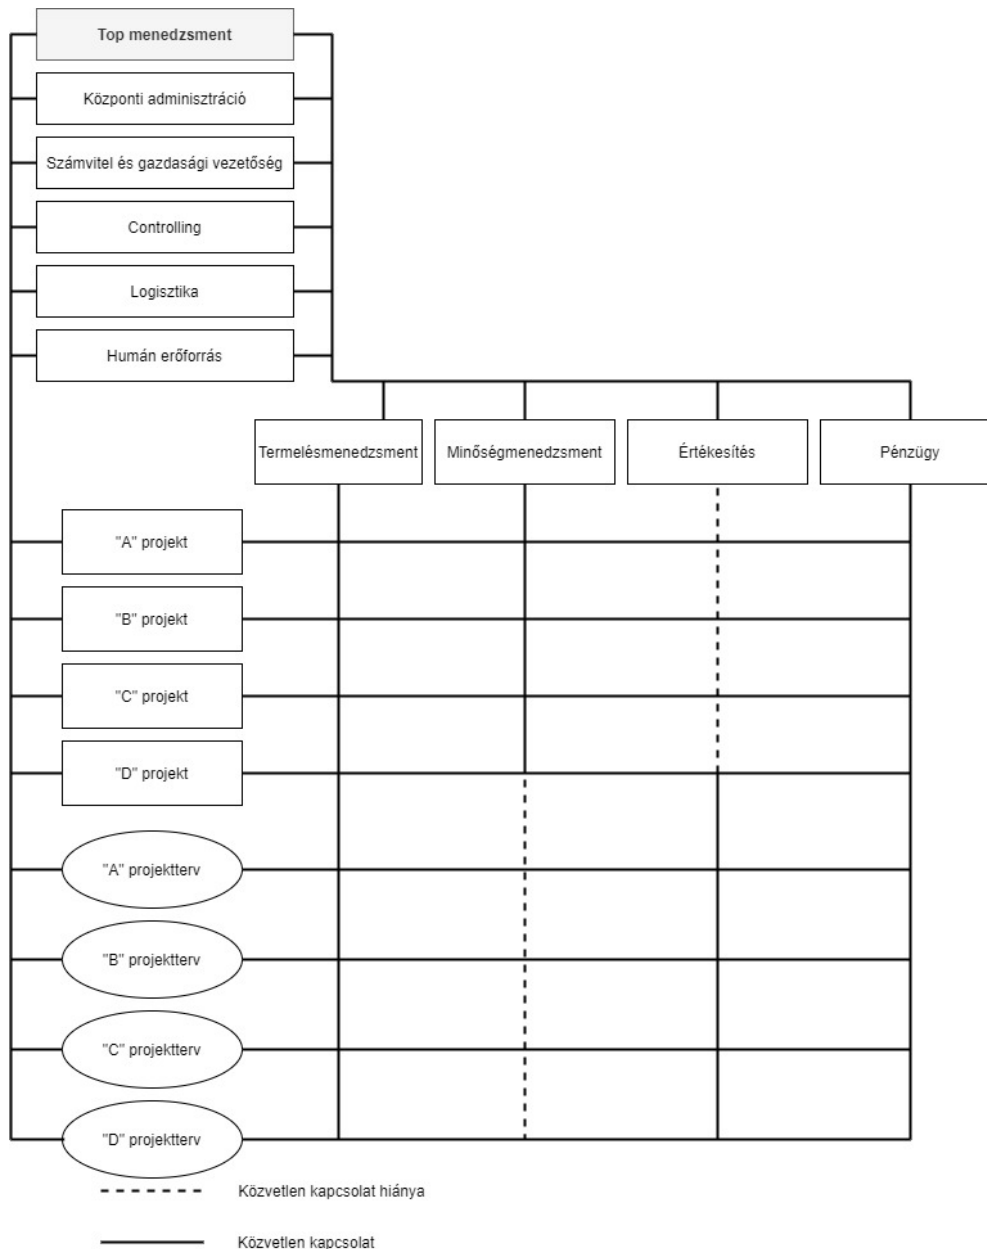 Top menedzsment
Központi adminisztráció
Számvitel és gazdasági vezetőség
Controlling
Logisztika
Humán erőforrás
Termelésmenedzsment
Minőségmenedzsment
Értékesítés
Pénzügy
"A" projekt
"B" projekt
"C" projekt
"D" projekt
"A" projektterv
"B" projektterv
"C" projektterv
"D" projektterv
Közvetlen kapcsolat hiánya
Közvetlen kapcsolat